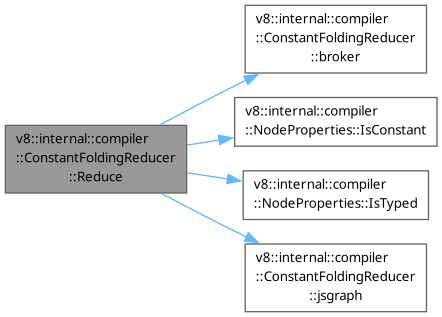 v8::internal::compiler
::ConstantFoldingReducer
::Reduce
v8::internal::compiler
::ConstantFoldingReducer
::broker
v8::internal::compiler
::NodeProperties::IsConstant
v8::internal::compiler
::NodeProperties::IsTyped
v8::internal::compiler
::ConstantFoldingReducer
::jsgraph